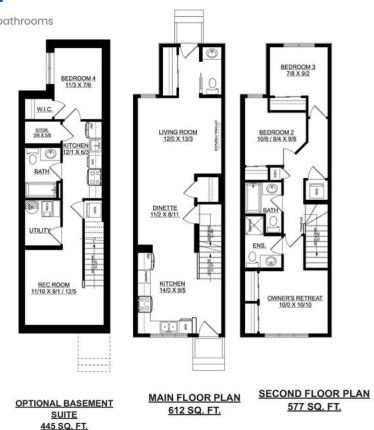 bathrooms
BEDROOM 4
11/3 X 7/6
W.I.C.
STOR.
3/6 X 5/8
KITCHEN
12/1 X 6/3
BATH
UTILITY
REC ROOM
11/10 X 9/1 / 12/5
OPTIONAL BASEMENT
SUITE
445 SQ. FT.
LIVING ROOM
12/0 X 13/3
DINETTE
11/2 X 8/11
KITCHEN
14/0 X 9/5
MAIN FLOOR PLAN
612 SQ. FT.
BEDROOM 3
7/8 X 9/2
BEDROOM 2
10/9 / 8/4 X 9/8
BATH
ENS.
OWNER'S RETREAT
10/0 X 10/10
SECOND FLOOR PLAN
577 SQ. FT.